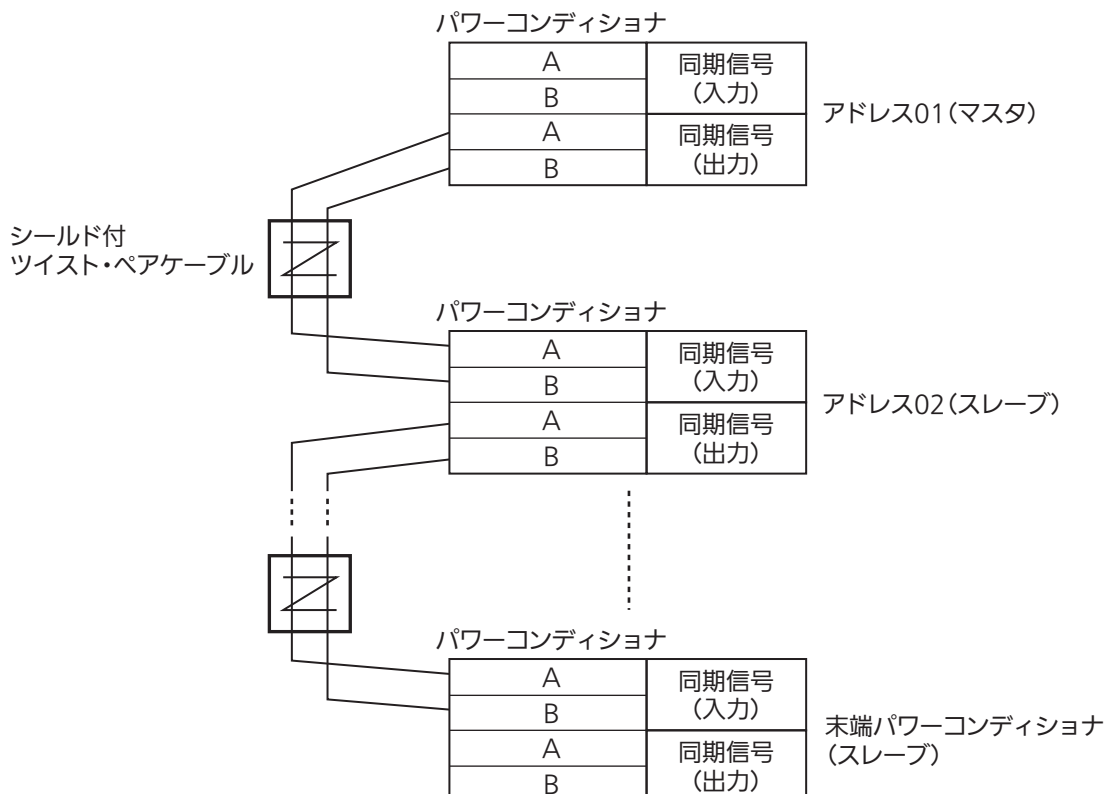 パワーコンディショナ
A
同期信号
(入力)
B
A
同期信号
(出力)
B
アドレス01(マスタ)
シールド付
ツイスト・ペアケーブル
パワーコンディショナ
A
同期信号
(入力)
B
A
同期信号
(出力)
B
アドレス02(スレーブ)
パワーコンディショナ
A
同期信号
(入力)
B
A
同期信号
(出力)
B
末端パワーコンディショナ
(スレーブ)